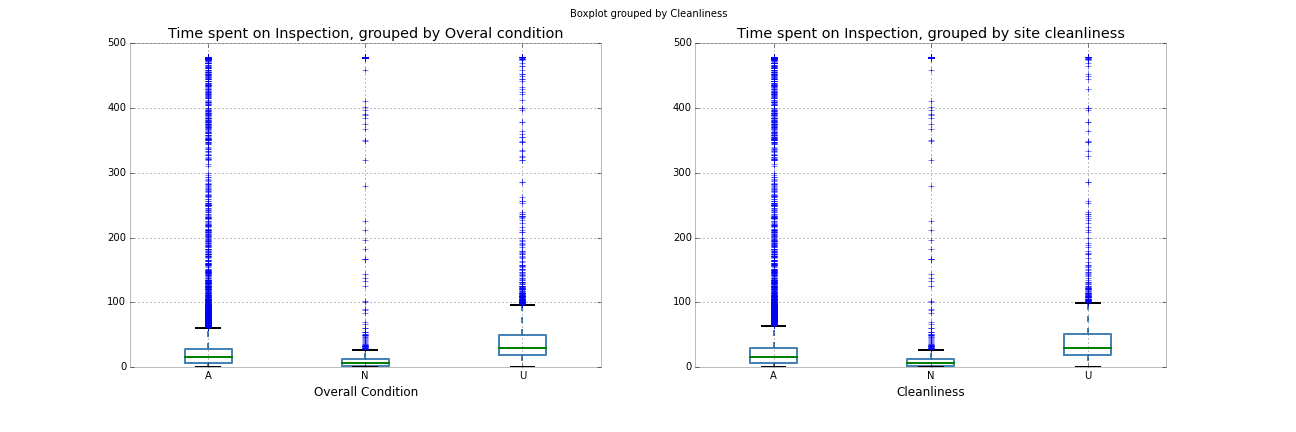 Boxplot grouped by Cleanliness
Time spent on Inspection, grouped by Overal condition
500
400
300
200
100
0
A N U
Overall Condition
Time spent on Inspection, grouped by site cleanliness
500
400
300
200
100
0
A N U
Cleanliness